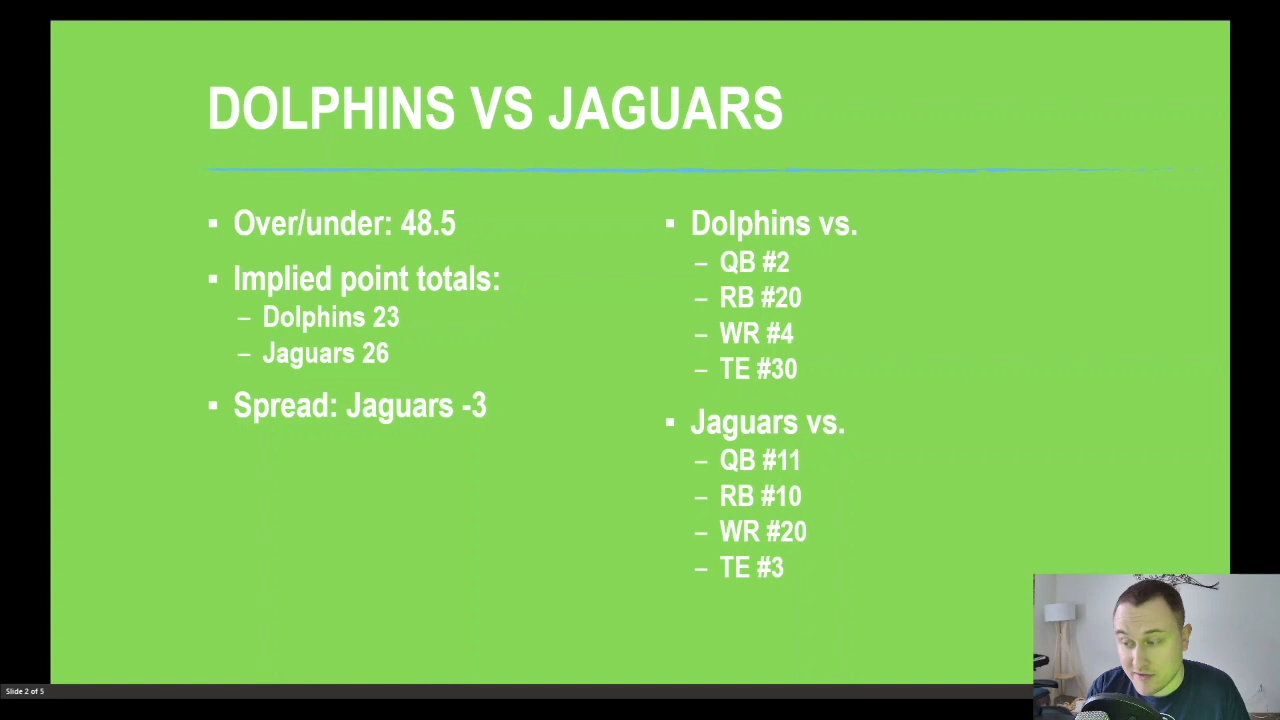 DOLPHINS VS JAGUARS
▪ Over/under: 48.5
▪ Implied point totals:
– Dolphins 23
– Jaguars 26
▪ Spread: Jaguars -3
▪ Dolphins vs.
– QB #2
– RB #20
– WR #4
– TE #30
▪ Jaguars vs.
– QB #11
– RB #10
– WR #20
– TE #3
Slide 2 of 5